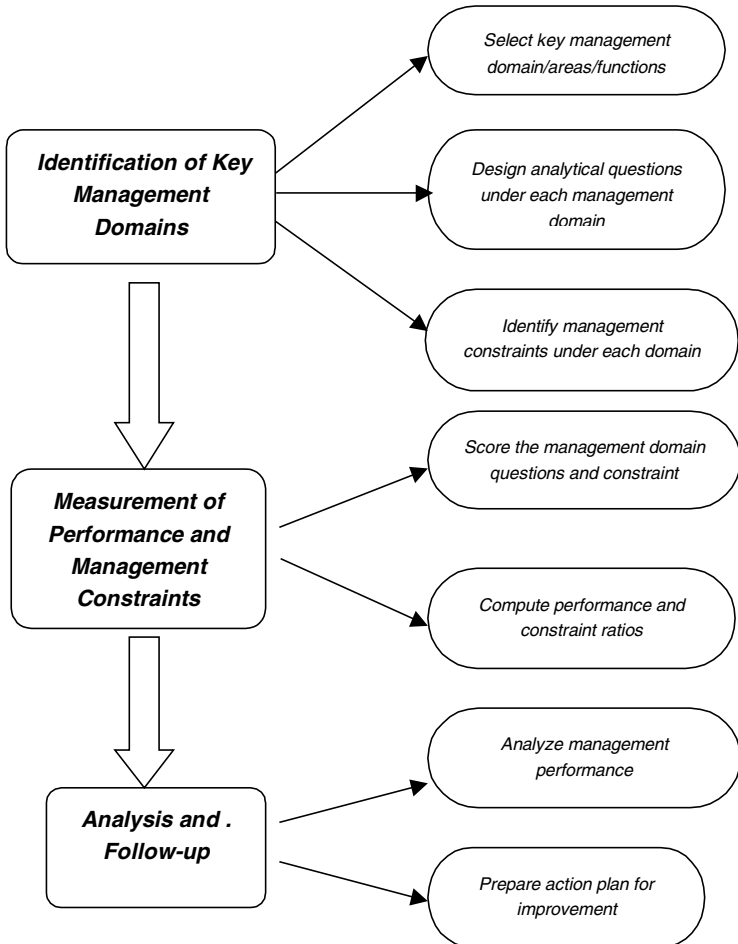 Select key management
domain/areas/functions
Identification of Key
Management
Domains
Design analytical questions
under each management
domain
Identify management
constraints under each domain
Score the management domain
questions and constraint
Measurement of
Performance and
Management
Constraints
Compute performance and
constraint ratios
Analyze management
performance
Analysis and .
Follow-up
Prepare action plan for
improvement